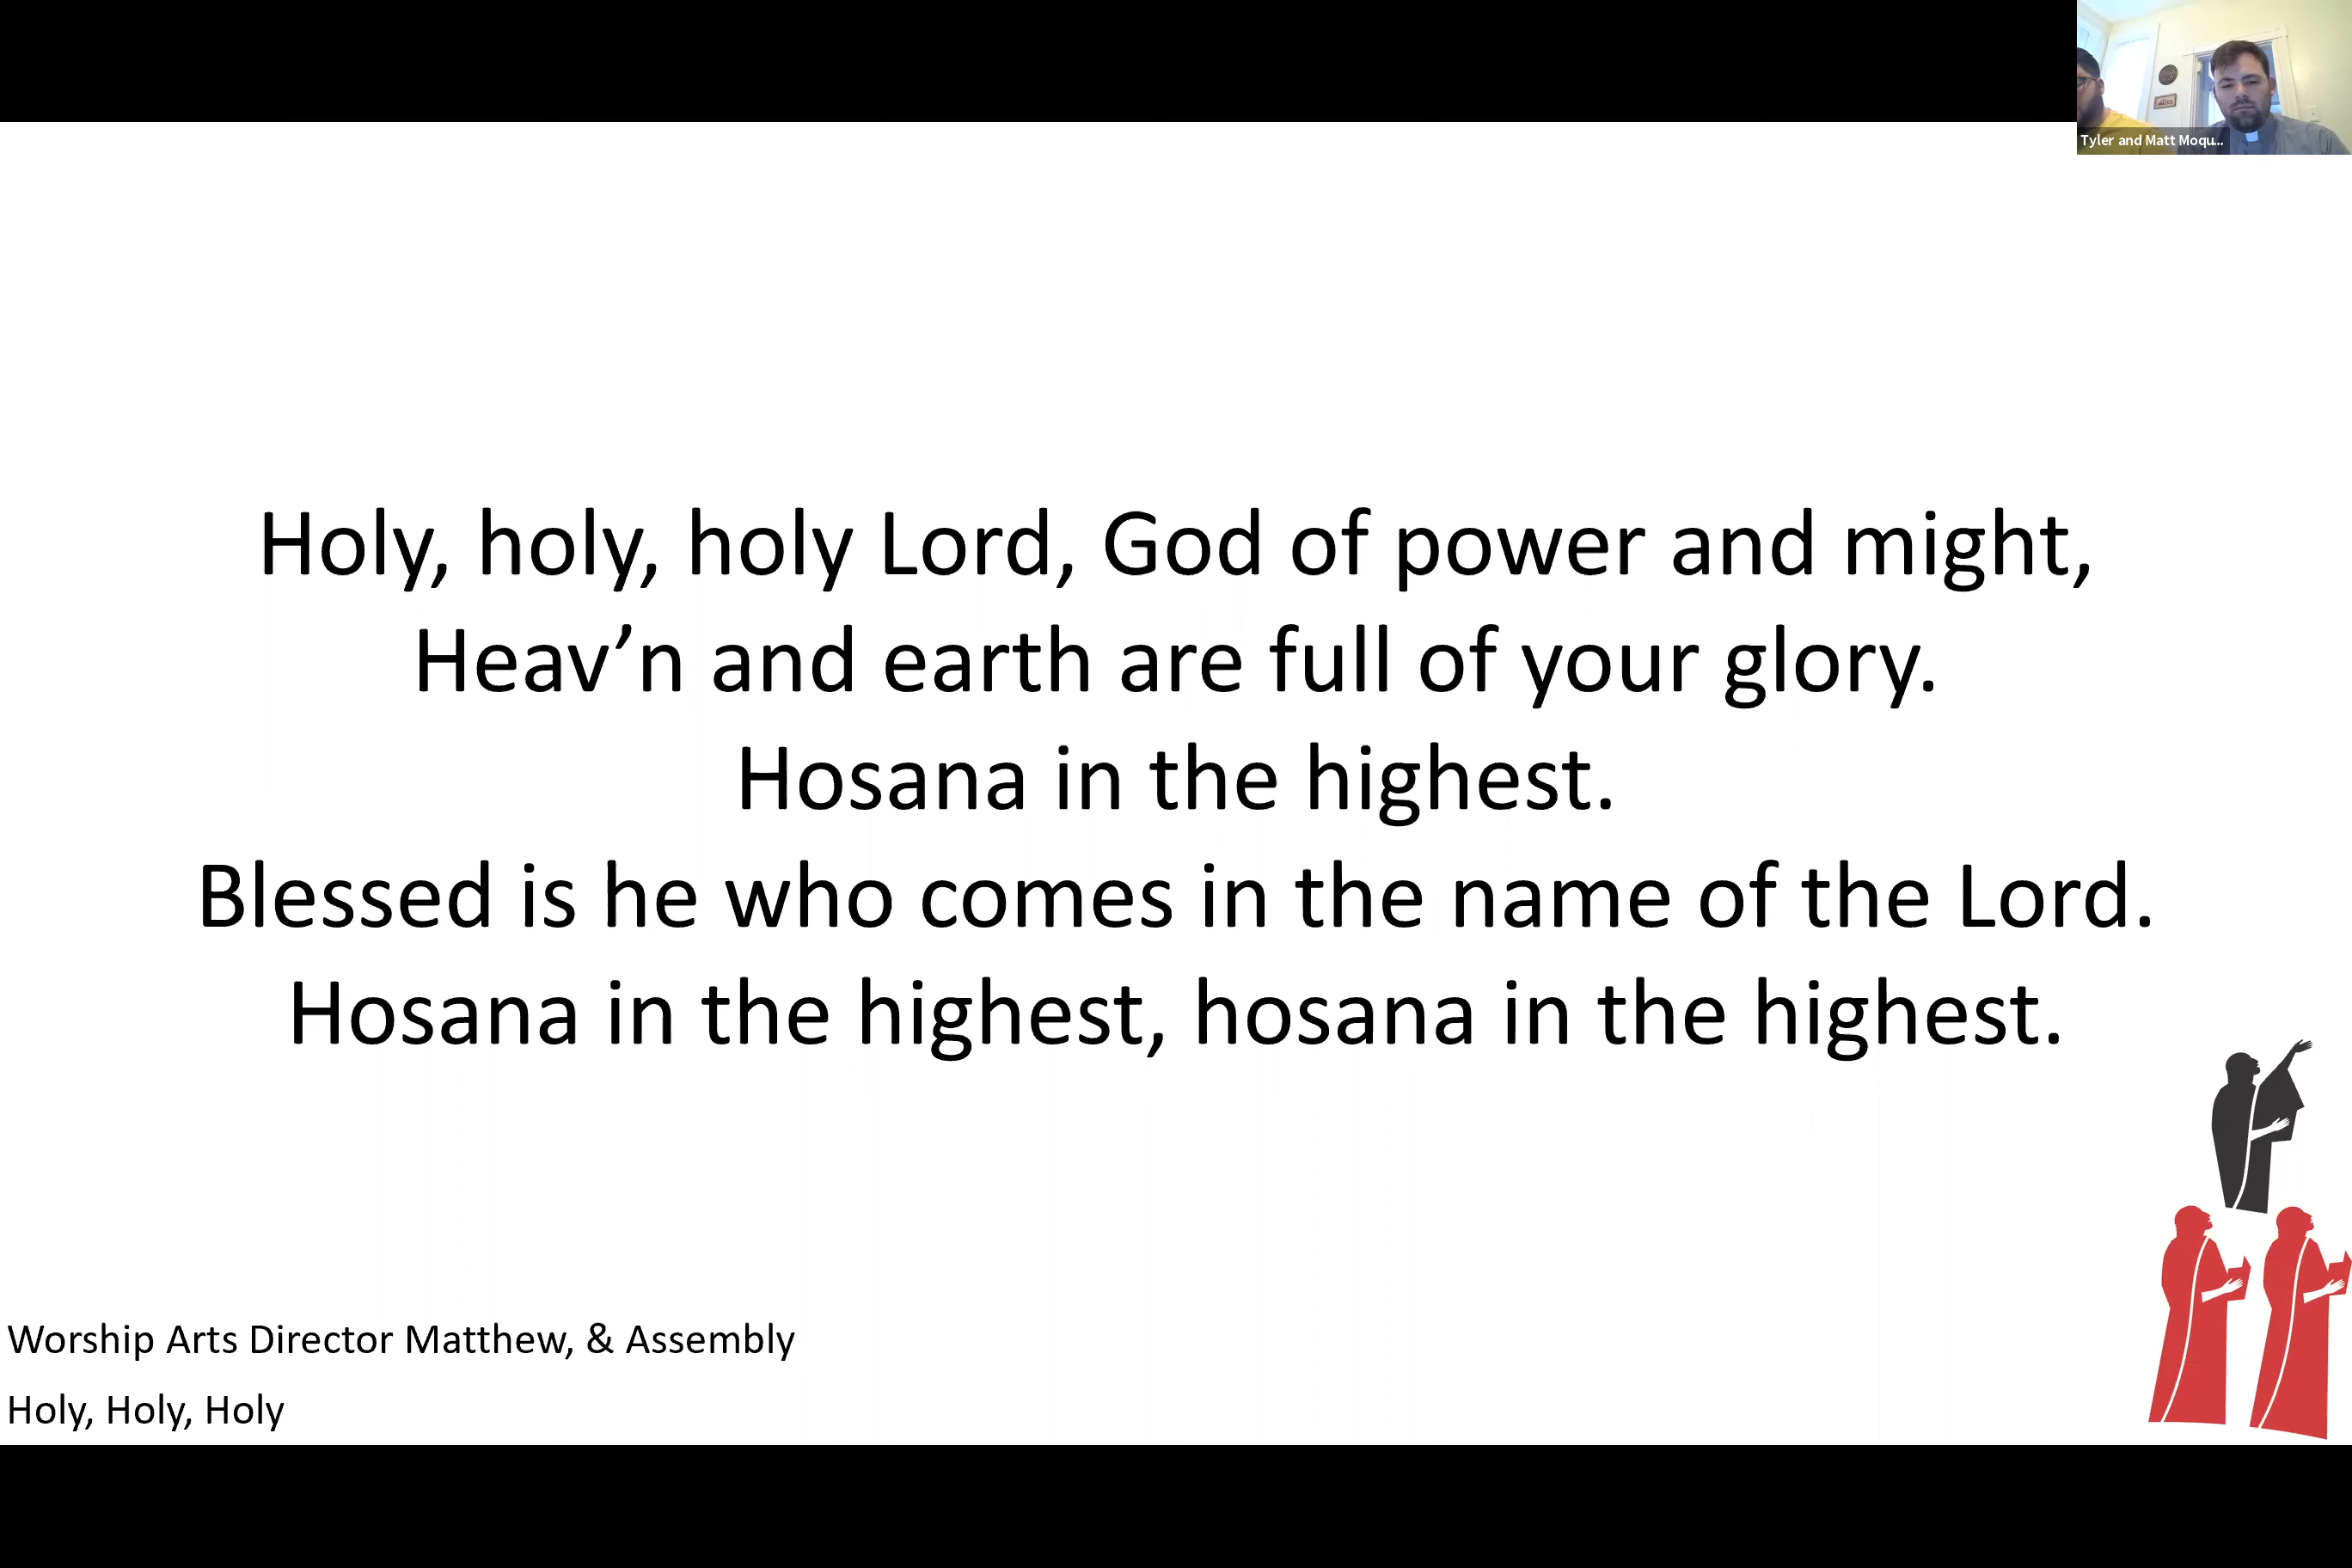 Tyler and Matt Moqu...
Holy, holy, holy Lord, God of power and might,
Heav’n and earth are full of your glory.
Hosana in the highest.
Blessed is he who comes in the name of the Lord.
Hosana in the highest, hosana in the highest.
Worship Arts Director Matthew, & Assembly
Holy, Holy, Holy